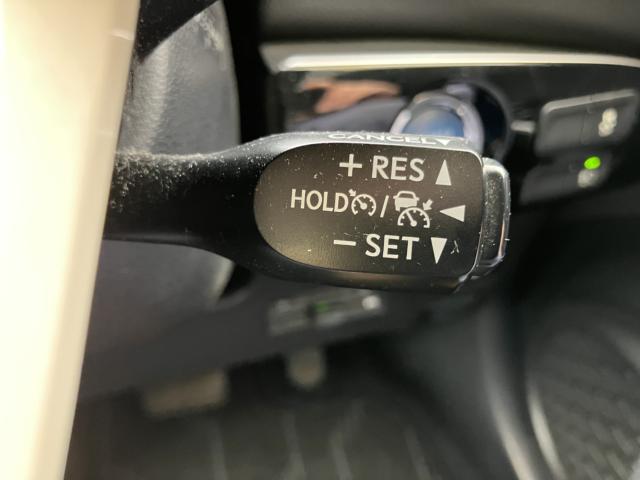 CANCEL▼
+ RES ▲
HOLD / ◄
− SET ▼